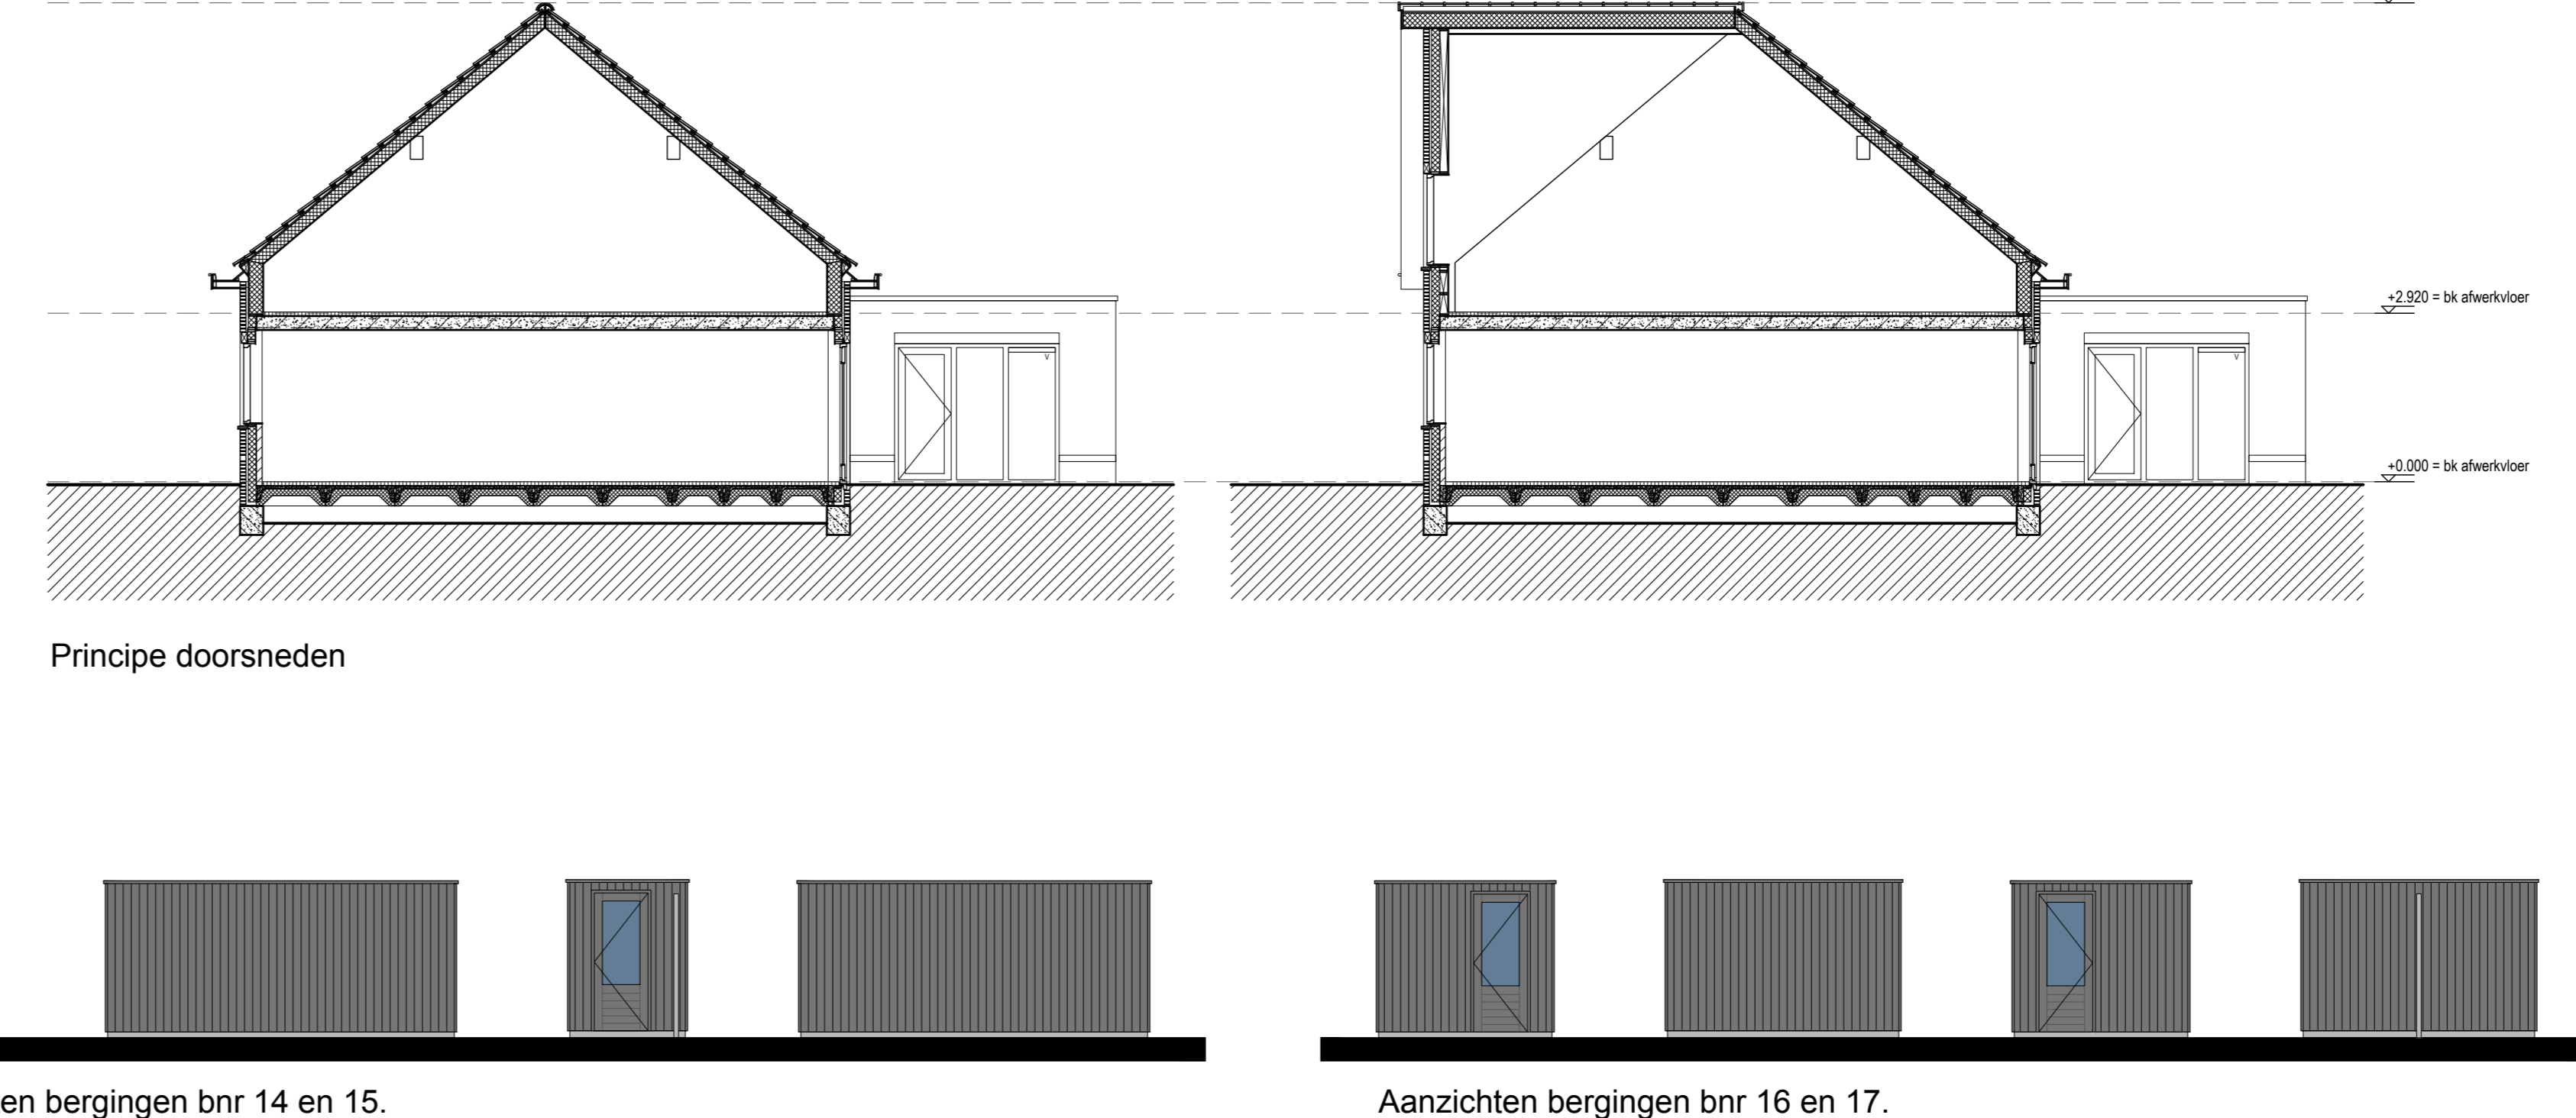 +2.920 = bk afwerkvloer
V
V
+0.000 = bk afwerkvloer
Principe doorsneden
en bergingen bnr 14 en 15.
Aanzichten bergingen bnr 16 en 17.